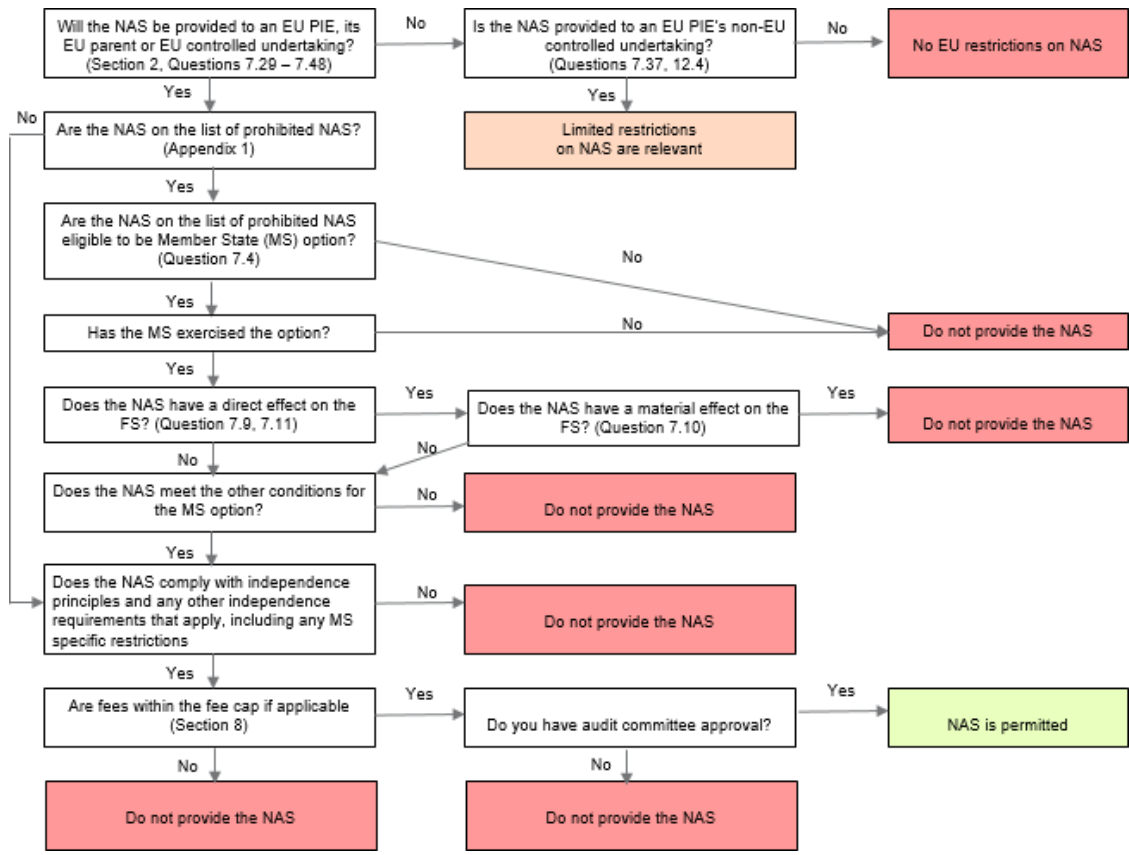 Will the NAS be provided to an EU PIE, its
EU parent or EU controlled undertaking?
(Section 2, Questions 7.29 – 7.48)
No
Is the NAS provided to an EU PIE's non-EU
controlled undertaking?
(Questions 7.37, 12.4)
No
No EU restrictions on NAS
Yes
Yes
No
Are the NAS on the list of prohibited NAS?
(Appendix 1)
Limited restrictions
on NAS are relevant
Yes
Are the NAS on the list of prohibited NAS
eligible to be Member State (MS) option?
(Question 7.4)
No
Yes
Has the MS exercised the option?
No
Do not provide the NAS
Yes
Does the NAS have a direct effect on the
FS? (Question 7.9, 7.11)
Yes
Does the NAS have a material effect on the
FS? (Question 7.10)
Yes
Do not provide the NAS
No
No
Does the NAS meet the other conditions for
the MS option?
No
Do not provide the NAS
Yes
Does the NAS comply with independence
principles and any other independence
requirements that apply, including any MS
specific restrictions
No
Do not provide the NAS
Yes
Are fees within the fee cap if applicable
(Section 8)
Yes
Do you have audit committee approval?
Yes
NAS is permitted
No
No
Do not provide the NAS
Do not provide the NAS